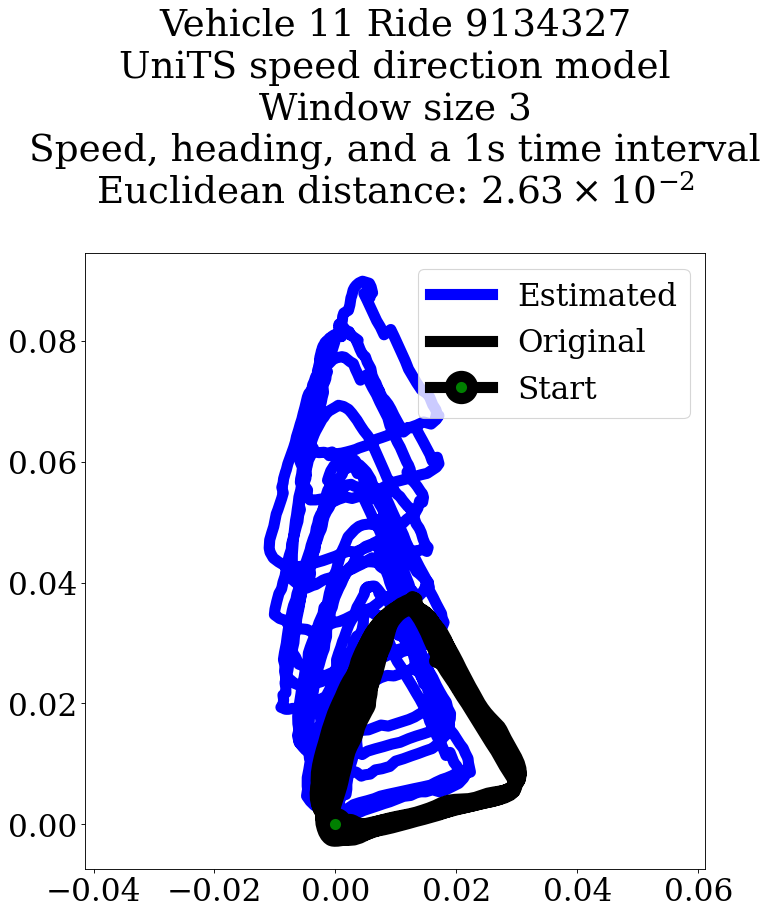 Vehicle 11 Ride 9134327
UniTS speed direction model
Window size 3
Speed, heading, and a 1s time interval
Euclidean distance: 2.63 × 10⁻²
Estimated
Original
Start
0.08
0.06
0.04
0.02
0.00
−0.04 −0.02 0.00 0.02 0.04 0.06